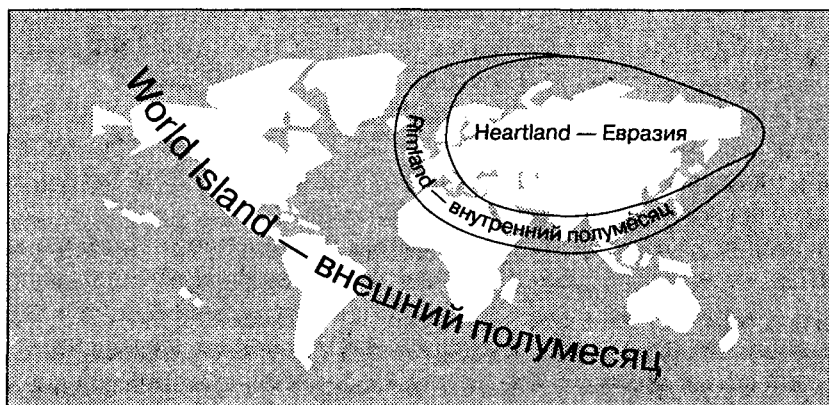 World Island — внешний полумесяц
Heartland — Евразия
Rimland — внутренний полумесяц